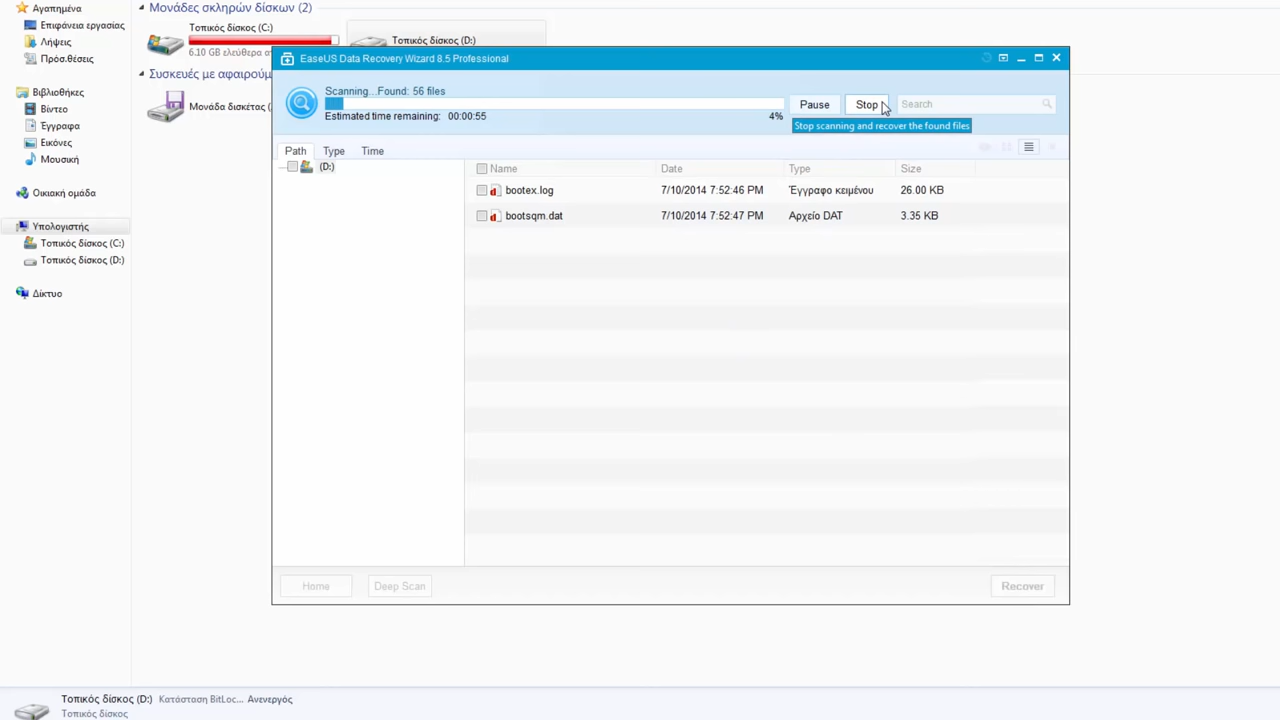 Αγαπημένα
Επιφάνεια εργασίας
Λήψεις
Πρόσ.θέσεις
Βιβλιοθήκες
Βίντεο
Έγγραφα
Εικόνες
Μουσική
Οικιακή ομάδα
Υπολογιστής
Τοπικός δίσκος (C:)
Τοπικός δίσκος (D:)
Δίκτυο
Μονάδες σκληρών δίσκων (2)
Τοπικός δίσκος (C:)
6.10 GB ελεύθερα α
Τοπικός δίσκος (D:)
Συσκευές με αφαιρούμ
Μονάδα δισκέτας (
EaseUS Data Recovery Wizard 8.5 Professional
Scanning...Found: 56 files
Estimated time remaining: 00:00:55 4%
Pause Stop Search
Stop scanning and recover the found files
Path Type Time
(D:)
Name Date Type Size
bootex.log 7/10/2014 7:52:46 PM Έγγραφο κειμένου 26.00 KB
bootsqm.dat 7/10/2014 7:52:47 PM Αρχείο DAT 3.35 KB
Home Deep Scan Recover
Τοπικός δίσκος (D:) Κατάσταση BitLoc... Ανενεργός
Τοπικός δίσκος